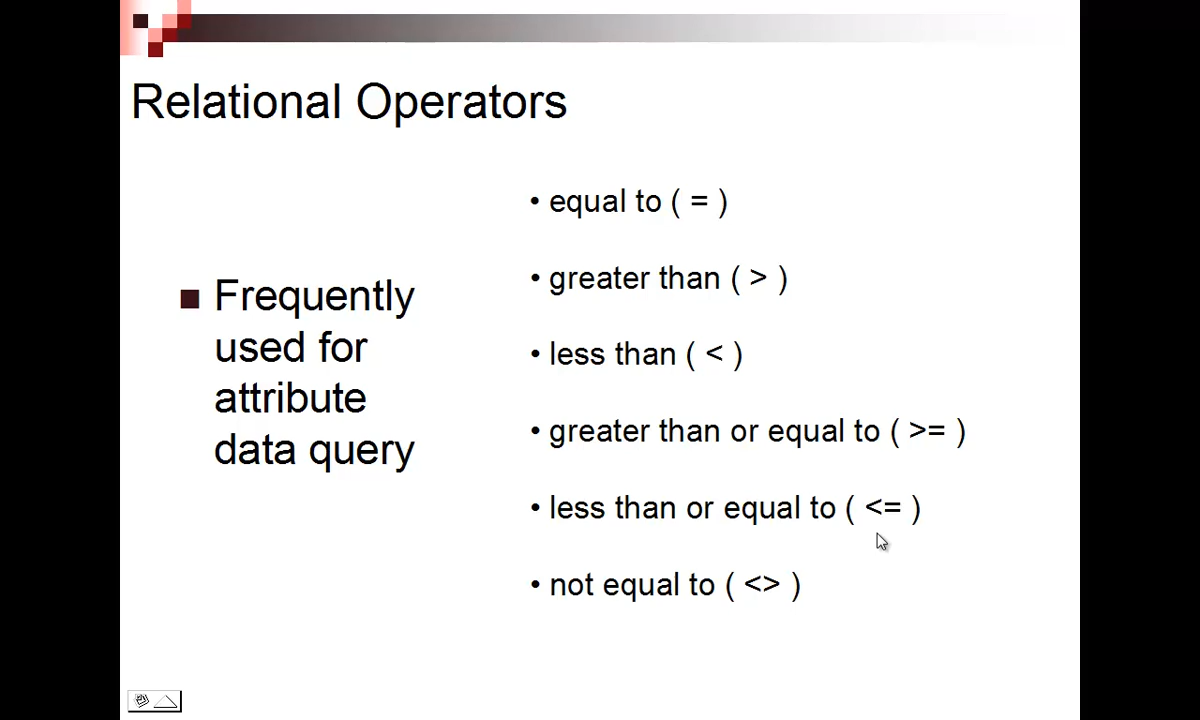 Relational Operators
Frequently
used for
attribute
data query
• equal to ( = )
• greater than ( > )
• less than ( < )
• greater than or equal to ( >= )
• less than or equal to ( <= )
• not equal to ( <> )